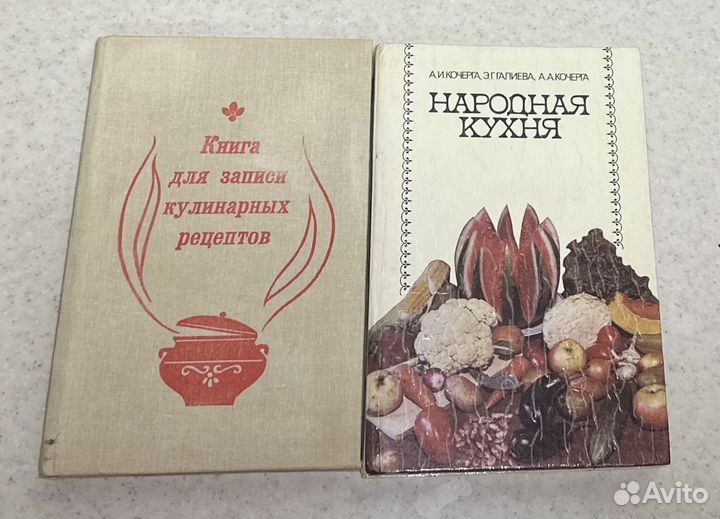 Книга
для записи
кулинарных
рецептов
А.И.КОЧЕРГА, Э.Г.ГАЛИЕВА, А.А.КОЧЕРГА
НАРОДНАЯ
КУХНЯ
Avito